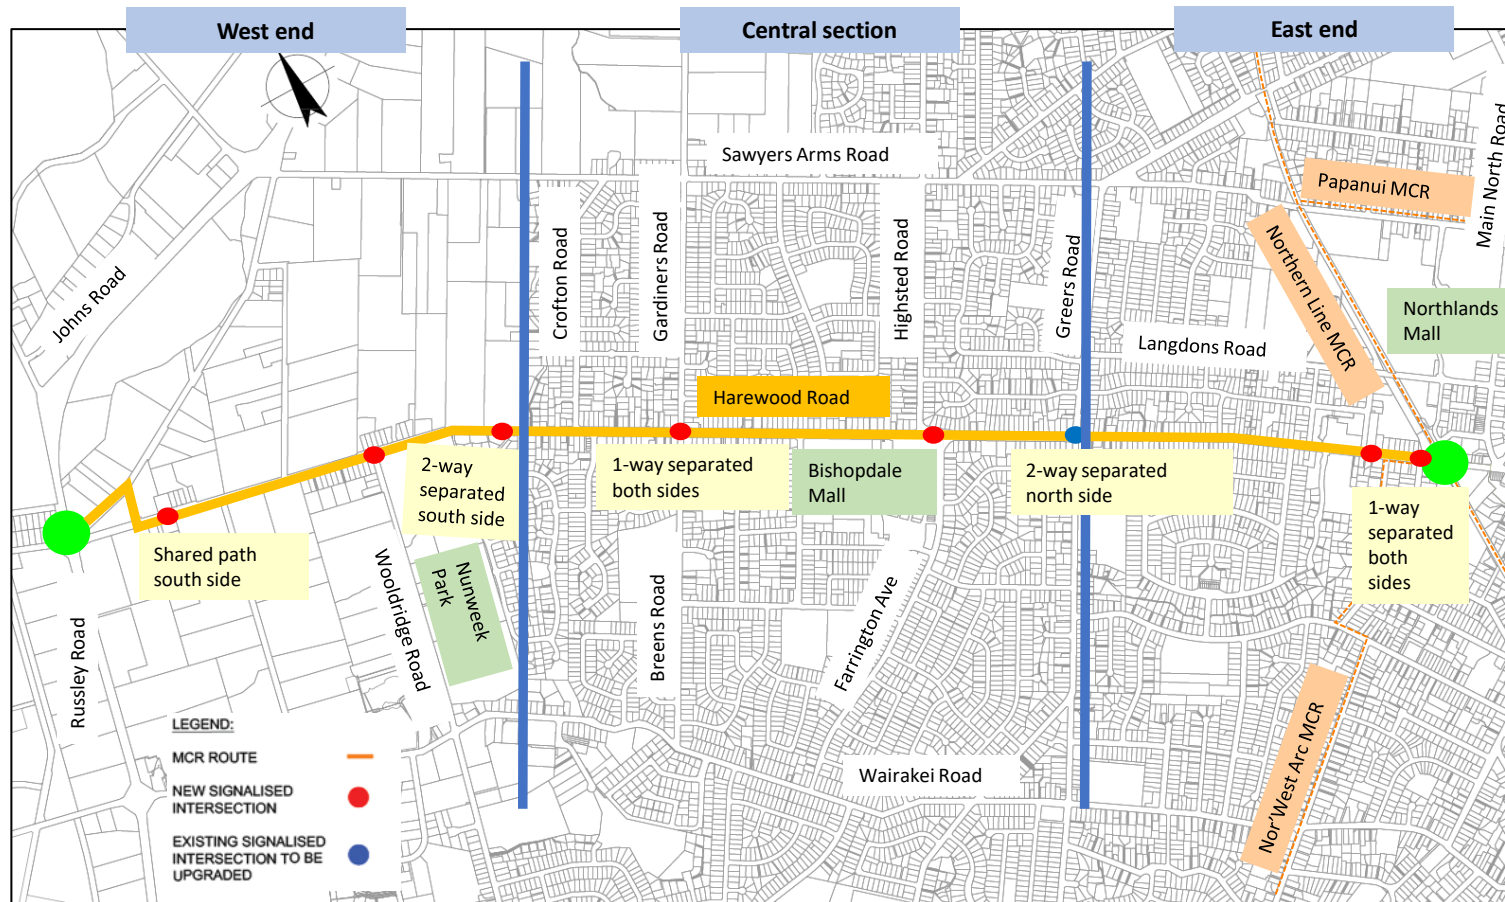 West end
Central section
East end
Sawyers Arms Road
Papanui MCR
Main North Road
Johns Road
Crofton Road
Gardiners Road
Highsted Road
Greers Road
Northern Line MCR
Northlands
Mall
Langdons Road
Harewood Road
2-way
separated
south side
1-way separated
both sides
Bishopdale
Mall
2-way separated
north side
1-way
separated
both
sides
Shared path
south side
Russley Road
Wooldridge Road
Nunweek
Park
Breens Road
Farrington Ave
Nor'West Arc MCR
Wairakei Road
LEGEND:
MCR ROUTE
NEW SIGNALISED
INTERSECTION
EXISTING SIGNALISED
INTERSECTION TO BE
UPGRADED